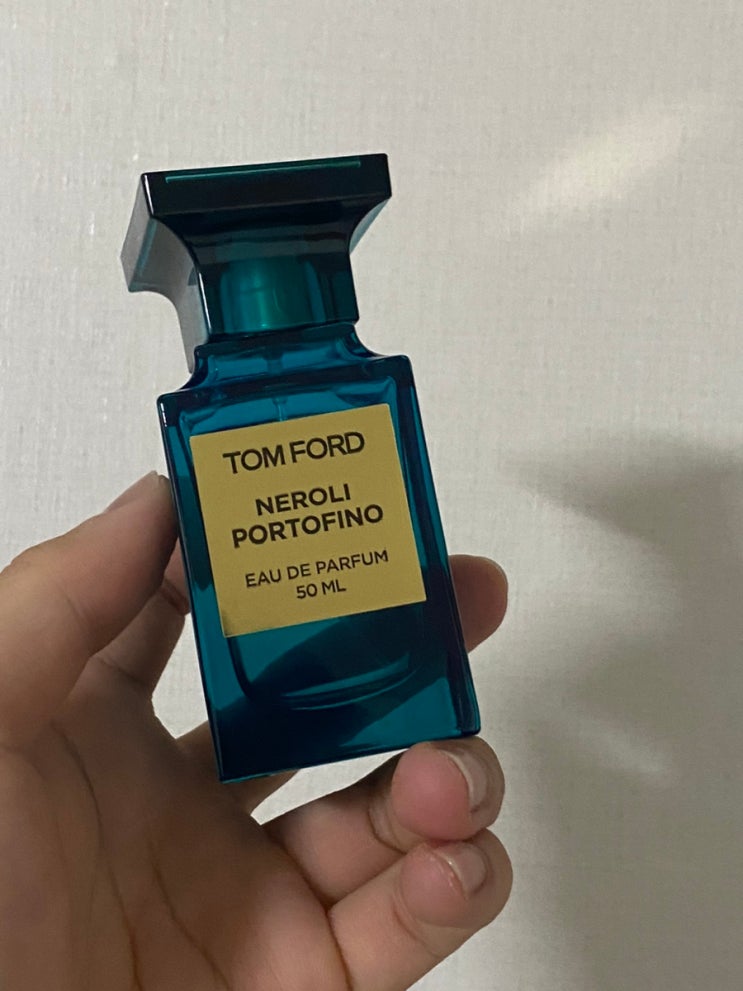 TOM FORD
NEROLI
PORTOFINO
EAU DE PARFUM
50 ML